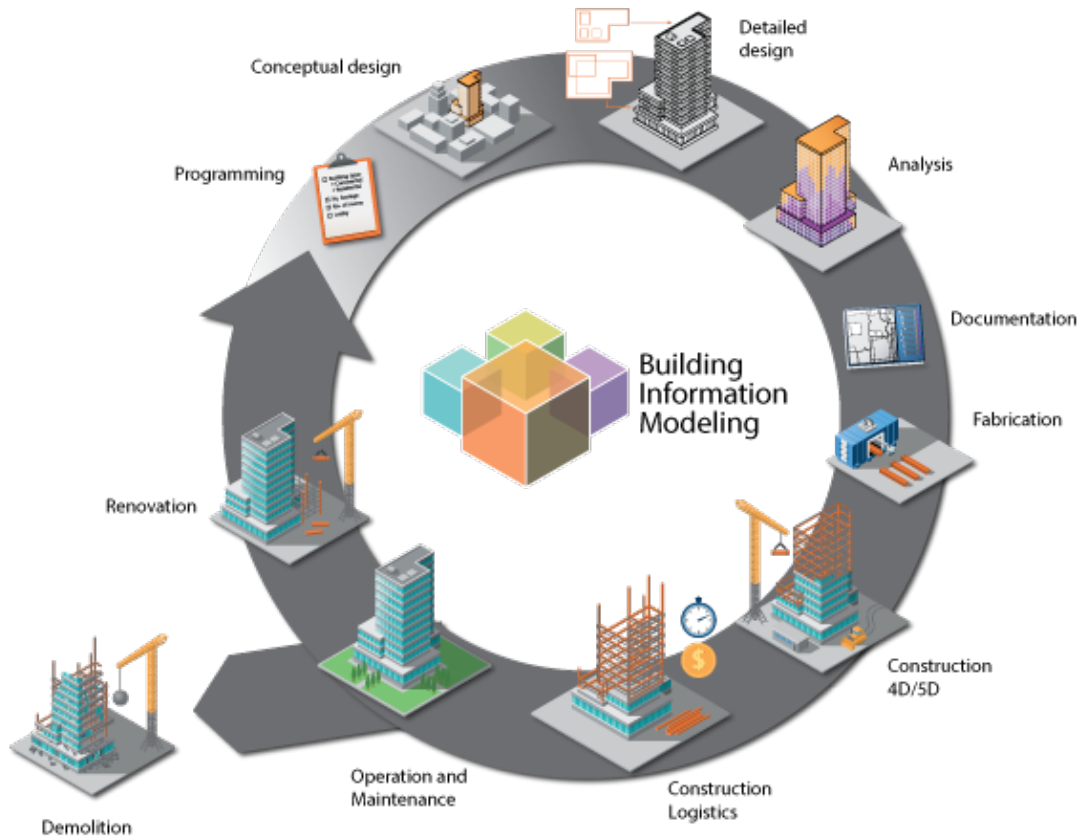 Detailed
design
Conceptual design
Programming
Analysis
Documentation
Building
Information
Modeling
Fabrication
Renovation
Construction
4D/5D
Operation and
Maintenance
Construction
Logistics
Demolition
$